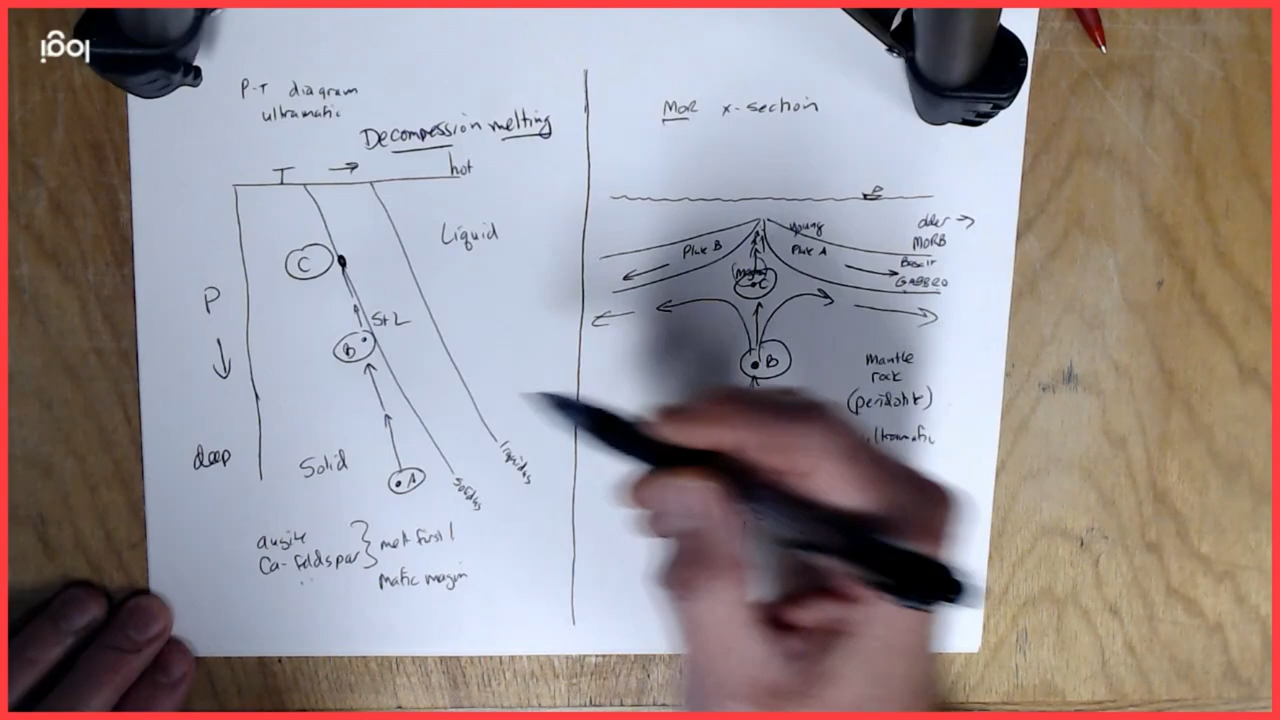 logi
P-T diagram
ultramafic
Decompression melting
T → hot
Liquid
C
P
S+L
B
deep
Solid
A
solidus
liquidus
augite
Ca-feldspar } melt first!
mafic magma
MOR x-section
older →
young
MORB
Plate B
Plate A
Basalt
GABBRO
C
B
Mantle
rock
(peridotite)